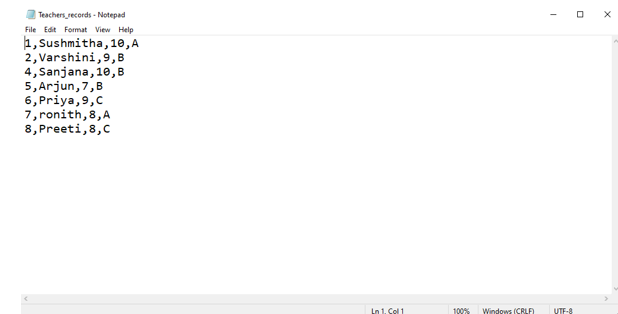 Teachers_records - Notepad
File Edit Format View Help
1,Sushmitha,10,A
2,Varshini,9,B
4,Sanjana,10,B
5,Arjun,7,B
6,Priya,9,C
7,ronith,8,A
8,Preeti,8,C
Ln 1, Col 1 100% Windows (CRLF) UTF-8